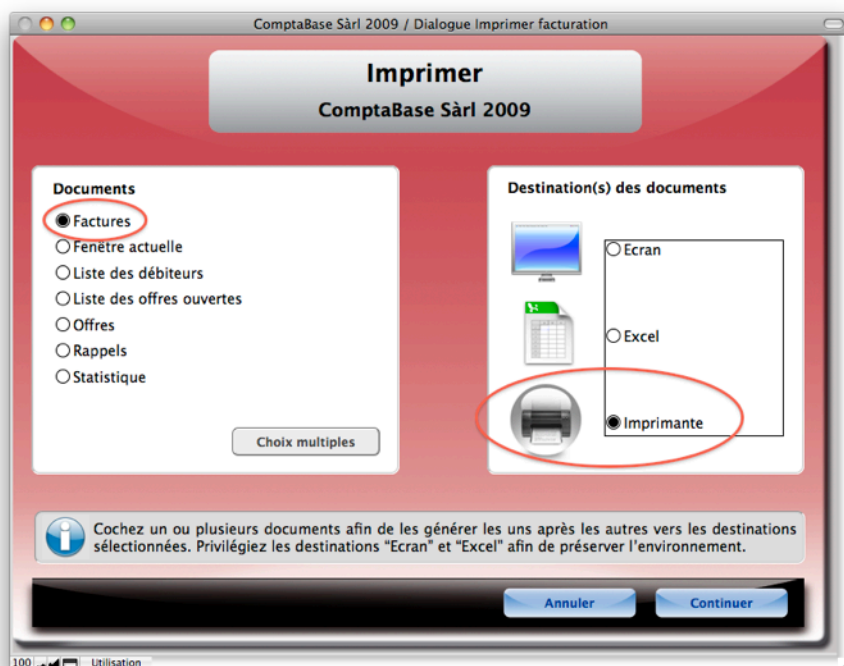 ComptaBase Sàrl 2009 / Dialogue Imprimer facturation
Imprimer
ComptaBase Sàrl 2009
Documents
Factures
Fenêtre actuelle
Liste des débiteurs
Liste des offres ouvertes
Offres
Rappels
Statistique
Choix multiples
Destination(s) des documents
Ecran
Excel
Imprimante
Cochez un ou plusieurs documents afin de les générer les uns après les autres vers les destinations
sélectionnées. Privilégiez les destinations “Ecran” et “Excel” afin de préserver l’environnement.
Annuler
Continuer
100
Utilisation